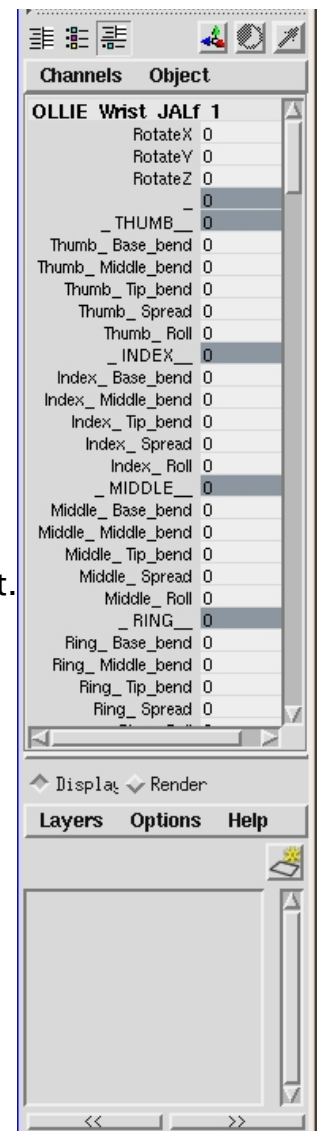 Channels Object
OLLIE Wrist JALf 1
RotateX 0
RotateY 0
RotateZ 0
_ 0
_ THUMB__ 0
Thumb_ Base_bend 0
Thumb_ Middle_bend 0
Thumb_ Tip_bend 0
Thumb_ Spread 0
Thumb_ Roll 0
_ INDEX__ 0
Index_ Base_bend 0
Index_ Middle_bend 0
Index_ Tip_bend 0
Index_ Spread 0
Index_ Roll 0
_ MIDDLE__ 0
Middle_ Base_bend 0
Middle_ Middle_bend 0
Middle_ Tip_bend 0
t.
Middle_ Spread 0
Middle_ Roll 0
_ RING__ 0
Ring_ Base_bend 0
Ring_ Middle_bend 0
Ring_ Tip_bend 0
Ring_ Spread 0
Display Render
Layers Options Help
<< >>